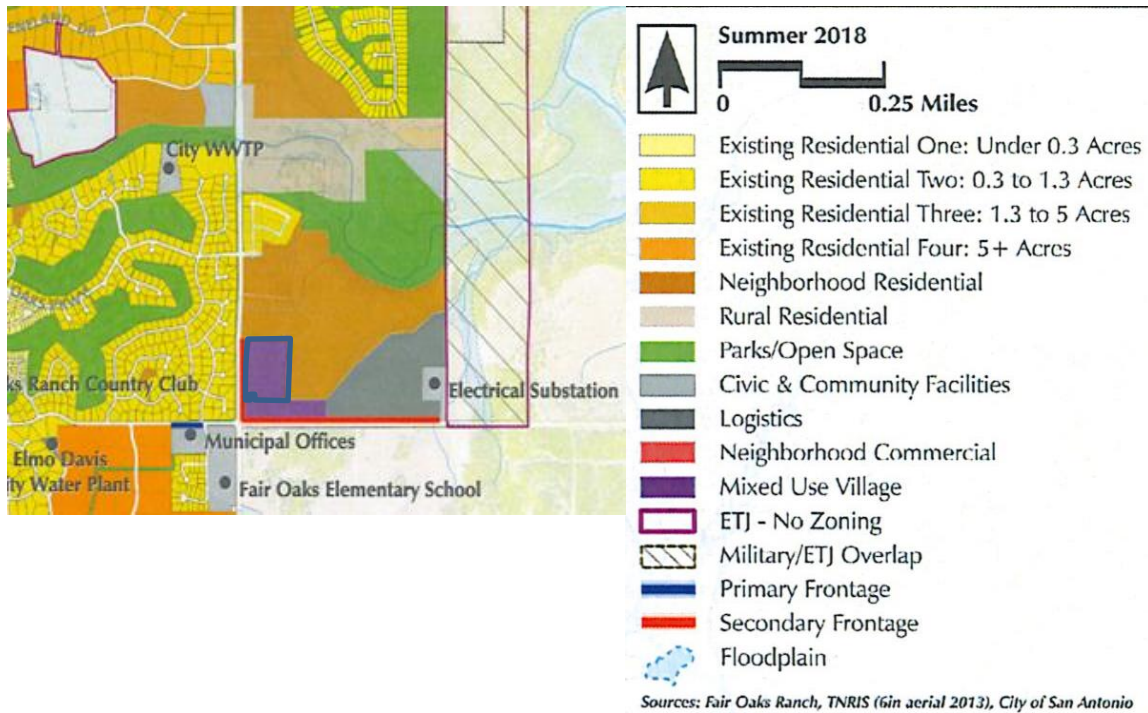 ENELAND DR
City WWTP
OAKS PKWY
ks Ranch Country Club
Electrical Substation
Municipal Offices
Elmo Davis
ity Water Plant
Fair Oaks Elementary School
Summer 2018
0 0.25 Miles
Existing Residential One: Under 0.3 Acres
Existing Residential Two: 0.3 to 1.3 Acres
Existing Residential Three: 1.3 to 5 Acres
Existing Residential Four: 5+ Acres
Neighborhood Residential
Rural Residential
Parks/Open Space
Civic & Community Facilities
Logistics
Neighborhood Commercial
Mixed Use Village
ETJ - No Zoning
Military/ETJ Overlap
Primary Frontage
Secondary Frontage
Floodplain
Sources: Fair Oaks Ranch, TNRIS (6in aerial 2013), City of San Antonio